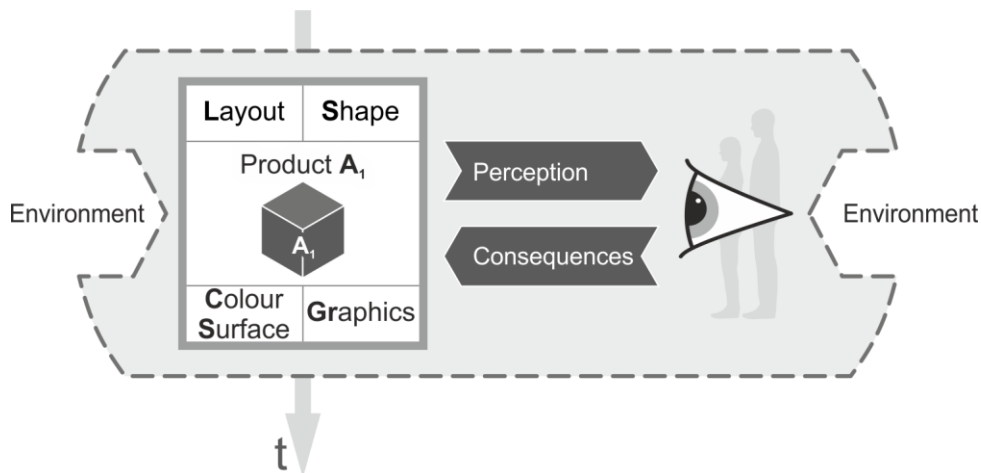 Layout
Shape
Product A1
A1
Colour
Surface
Graphics
Perception
Consequences
Environment
Environment
t